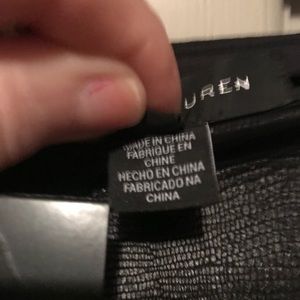 UREN
MADE IN CHINA
FABRIQUE EN
CHINE
HECHO EN CHINA
FABRICADO NA
CHINA